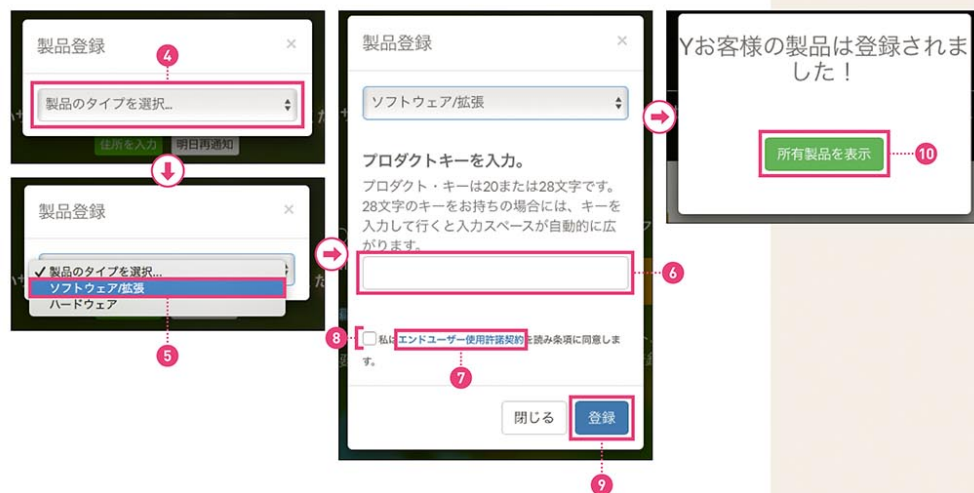 製品登録
×
4
製品のタイプを選択...
住所を入力
明日再通知
製品登録
×
✓ 製品のタイプを選択...
ソフトウェア/拡張
ハードウェア
5
製品登録
×
ソフトウェア/拡張
プロダクトキーを入力。
プロダクト・キーは20または28文字です。
28文字のキーをお持ちの場合には、キーを
入力して行くと入力スペースが自動的に広
がります。
6
8
私はエンドユーザー使用許諾契約を読み条項に同意しま
す。
7
閉じる
登録
9
Yお客様の製品は登録されま
した！
所有製品を表示
10